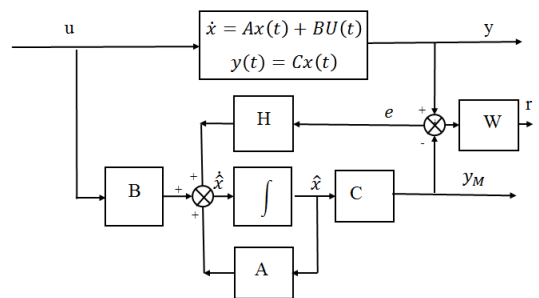 u
ẋ = Ax(t) + BU(t)
y(t) = Cx(t)
y
H
e
+
-
W
r
B
+
+
+
x̂̇
∫
x̂
C
y_M
A